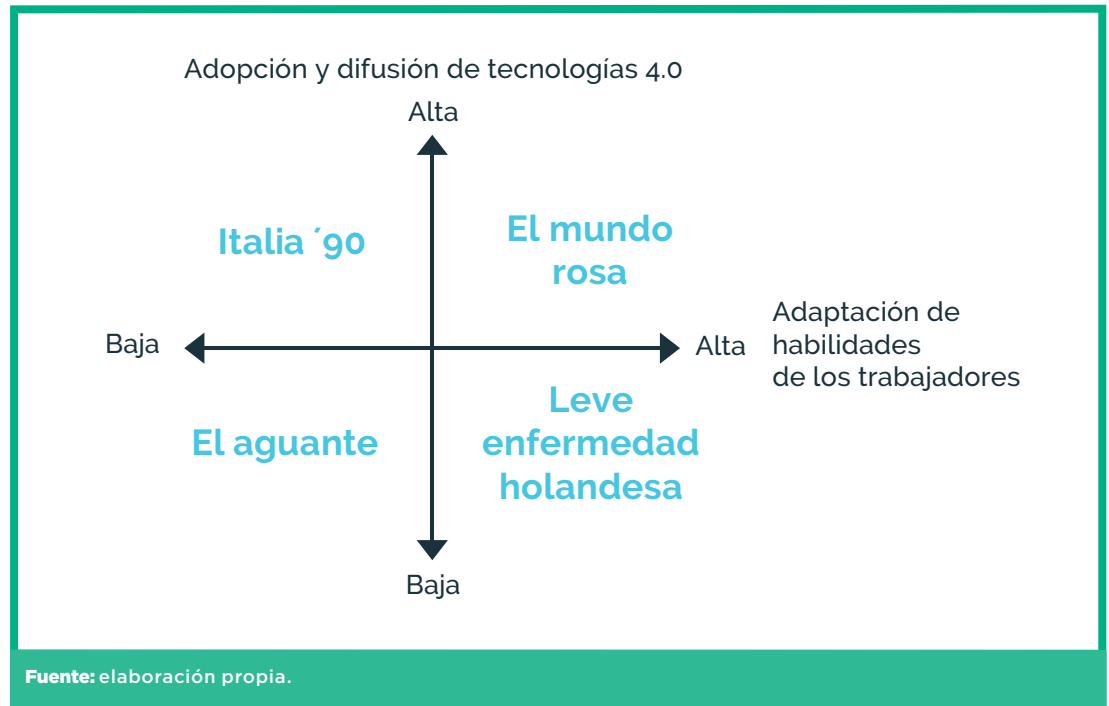 Adopción y difusión de tecnologías 4.0
Alta
Italia ´90
El mundo
rosa
Baja
Alta
Adaptación de
habilidades
de los trabajadores
El aguante
Leve
enfermedad
holandesa
Baja
Fuente: elaboración propia.